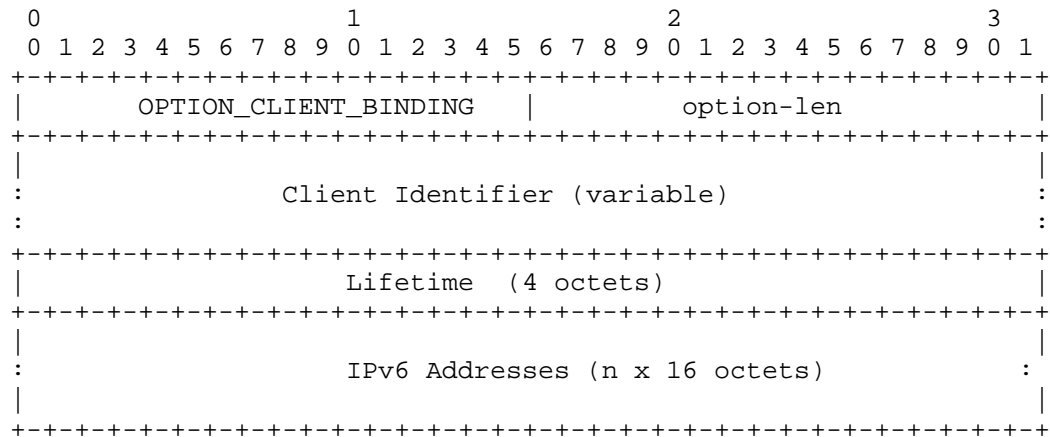 0                   1                   2                   3
 0 1 2 3 4 5 6 7 8 9 0 1 2 3 4 5 6 7 8 9 0 1 2 3 4 5 6 7 8 9 0 1
+-+-+-+-+-+-+-+-+-+-+-+-+-+-+-+-+-+-+-+-+-+-+-+-+-+-+-+-+-+-+-+-+
|       OPTION_CLIENT_BINDING   |         option-len            |
+-+-+-+-+-+-+-+-+-+-+-+-+-+-+-+-+-+-+-+-+-+-+-+-+-+-+-+-+-+-+-+-+
|                                                               |
:                Client Identifier (variable)                   :
:                                                               :
+-+-+-+-+-+-+-+-+-+-+-+-+-+-+-+-+-+-+-+-+-+-+-+-+-+-+-+-+-+-+-+-+
|                    Lifetime  (4 octets)                       |
+-+-+-+-+-+-+-+-+-+-+-+-+-+-+-+-+-+-+-+-+-+-+-+-+-+-+-+-+-+-+-+-+
|                                                               |
:                    IPv6 Addresses (n x 16 octets)            :
|                                                               |
+-+-+-+-+-+-+-+-+-+-+-+-+-+-+-+-+-+-+-+-+-+-+-+-+-+-+-+-+-+-+-+-+